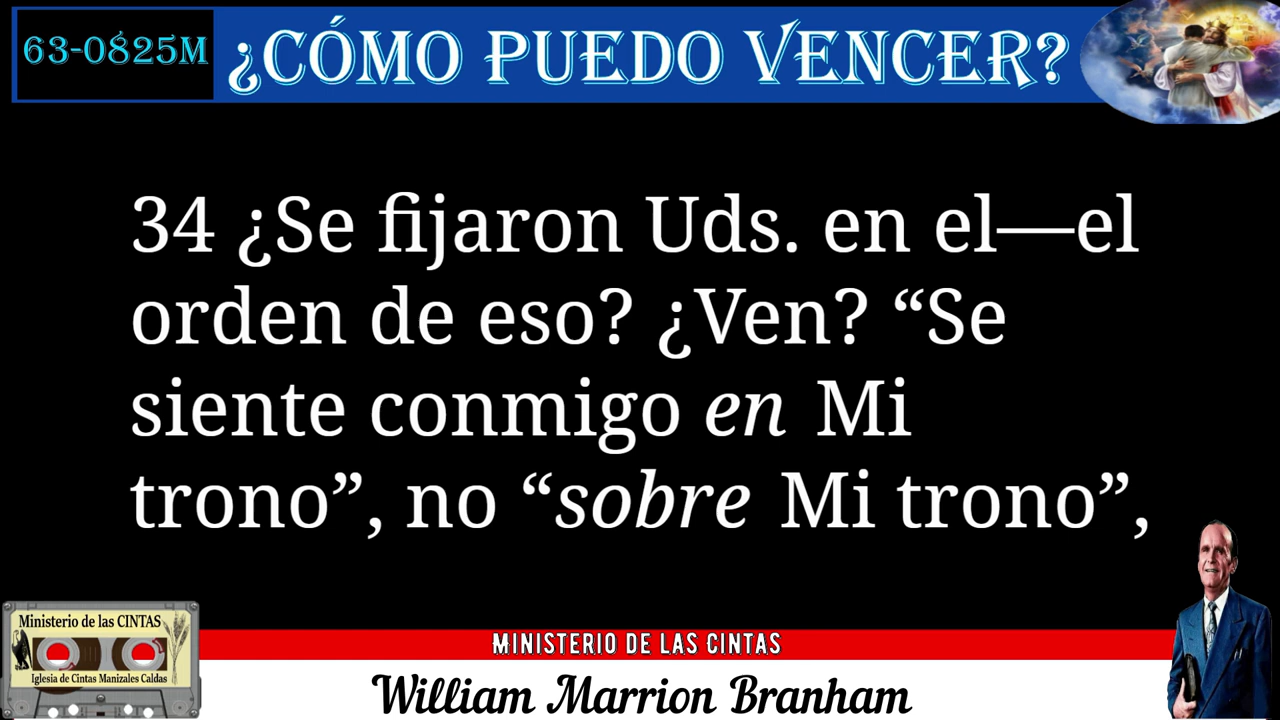 63-0825M
¿CÓMO PUEDO VENCER?
34 ¿Se fijaron Uds. en el—el
orden de eso? ¿Ven? “Se
siente conmigo en Mi
trono”, no “sobre Mi trono”,
Ministerio de las CINTAS
Iglesia de Cintas Manizales Caldas
MINISTERIO DE LAS CINTAS
William Marrion Branham